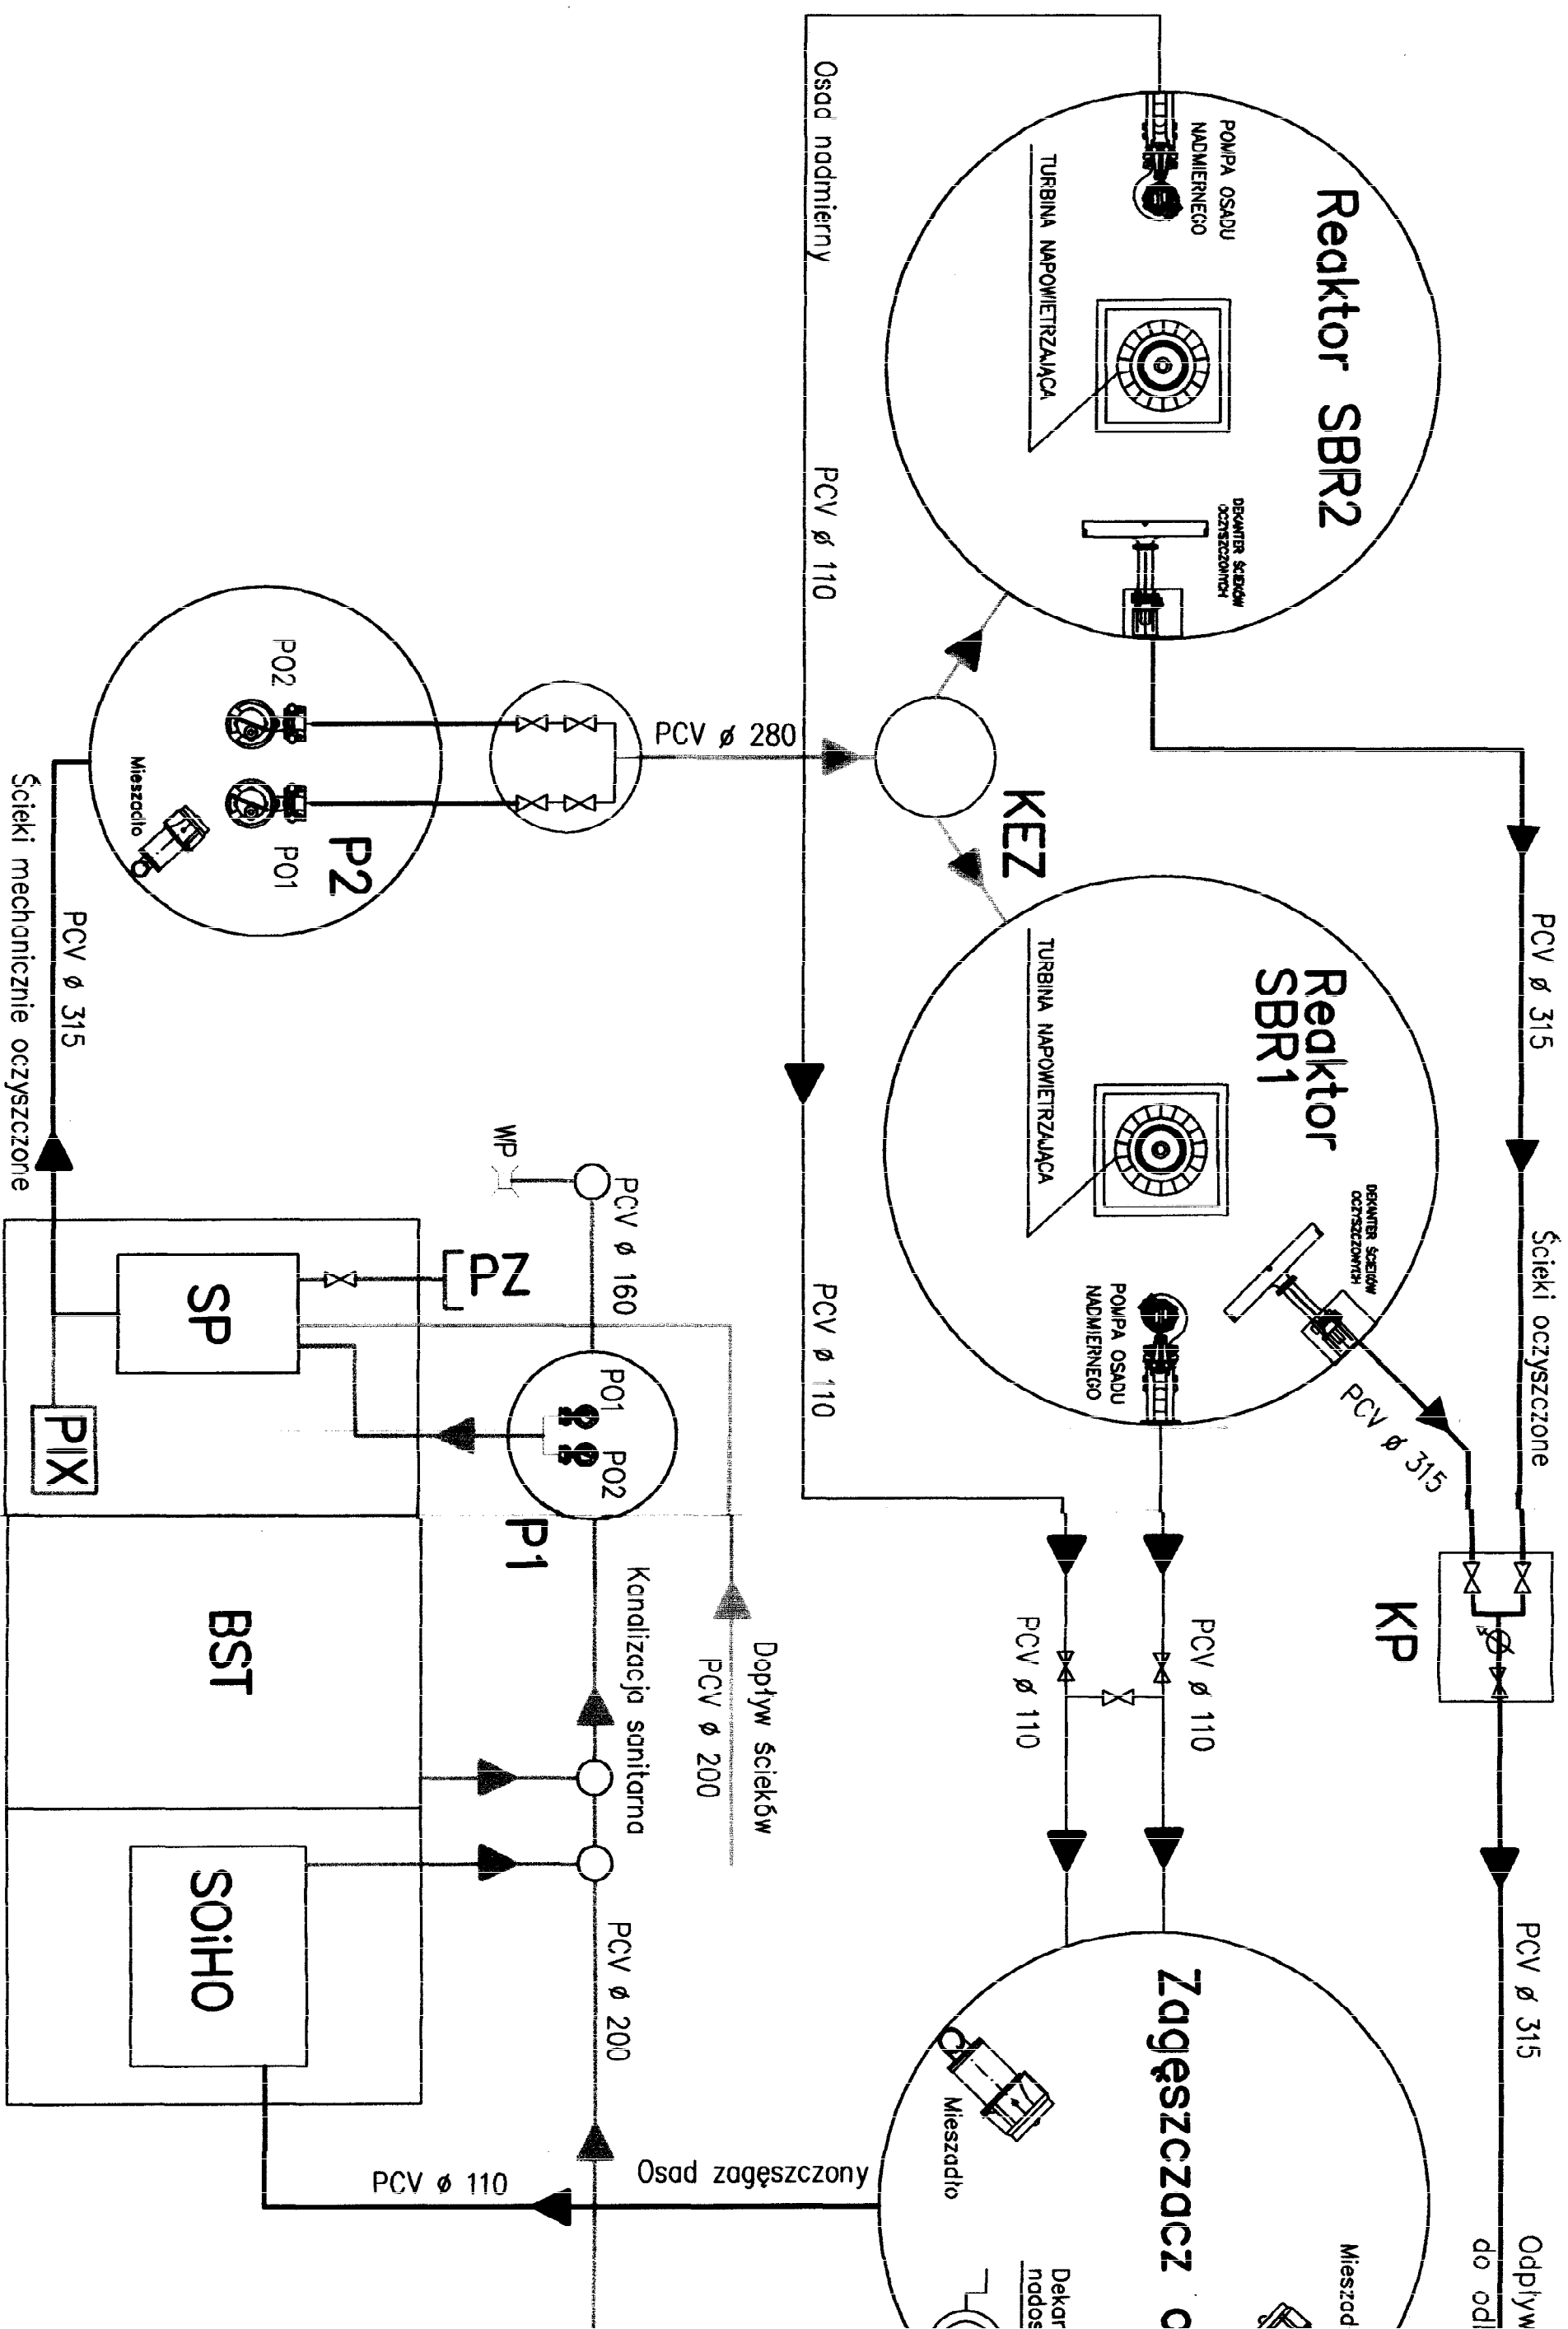 Reaktor SBR2
POMPA OSADU
NADMIERNEGO
TURBINA NAPOWIETRZAJĄCA
DEKANTER ŚCIEKÓW
OCZYSZCZONYCH
Osad nadmierny
PCV ø 110
PCV ø 315
Ścieki oczyszczone
PCV ø 280
KEZ
Reaktor
SBR1
TURBINA NAPOWIETRZAJĄCA
DEKANTER ŚCIEKÓW
OCZYSZCZONYCH
POMPA OSADU
NADMIERNEGO
PCV ø 315
PCV ø 110
KP
PCV ø 110
PCV ø 110
PCV ø 315
Odpływ
PO2
PO1
Mieszadło
P2
PCV ø 315
Ścieki mechanicznie oczyszczone
WP
PCV ø 160
PZ
SP
PIX
PO1
PO2
P1
BST
Kanalizacja sanitarna
Dopływ ścieków
PCV ø 200
SOiHO
PCV ø 200
PCV ø 110
Osad zagęszczony
Zagęszczacz
Mieszadło